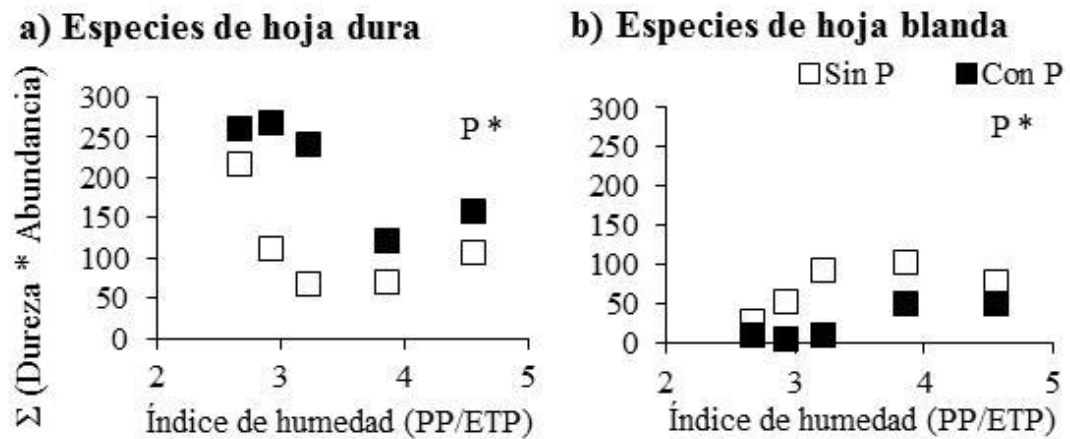 a) Especies de hoja dura
b) Especies de hoja blanda
Sin P Con P
Σ (Dureza * Abundancia)
300
250
200
150
100
50
0
P *
2 3 4 5
Índice de humedad (PP/ETP)
300
250
200
150
100
50
0
P *
2 3 4 5
Índice de humedad (PP/ETP)